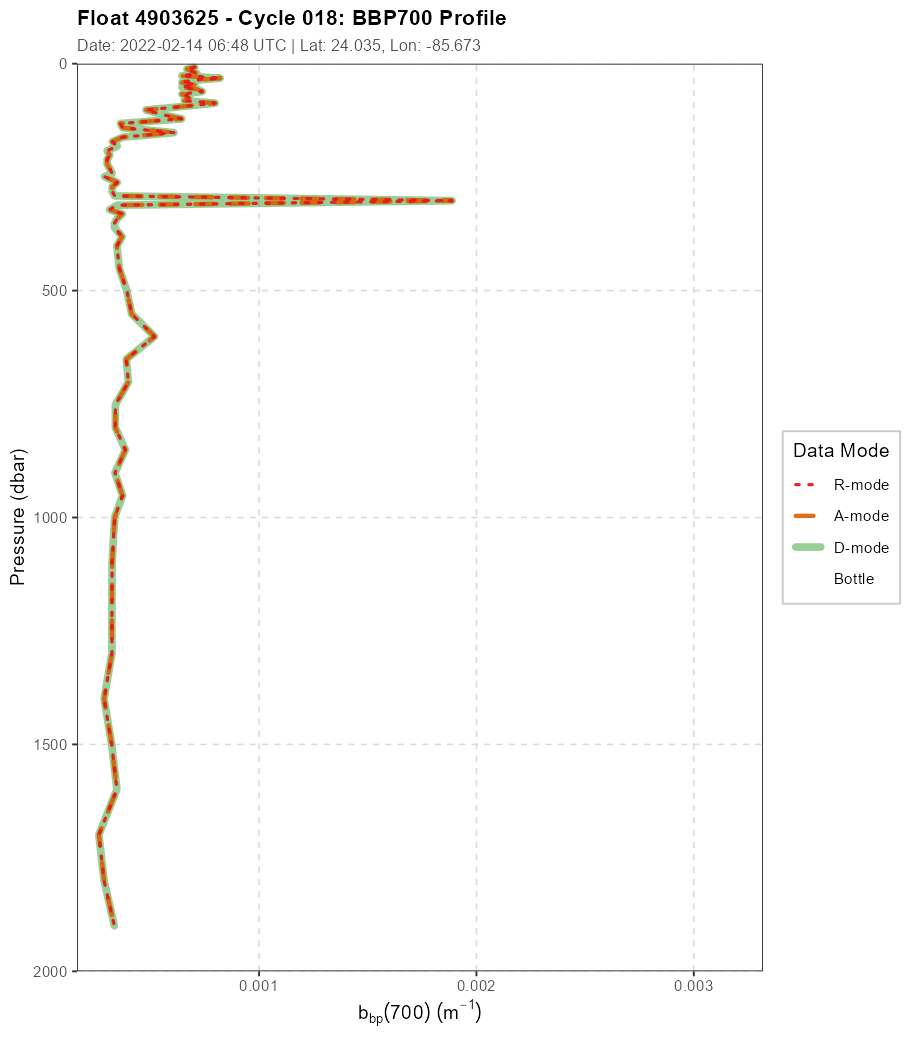 Float 4903625 - Cycle 018: BBP700 Profile
Date: 2022-02-14 06:48 UTC | Lat: 24.035, Lon: -85.673
0
500
1000
1500
2000
Pressure (dbar)
0.001
0.002
0.003
b_bp(700) (m⁻¹)
Data Mode
R-mode
A-mode
D-mode
Bottle